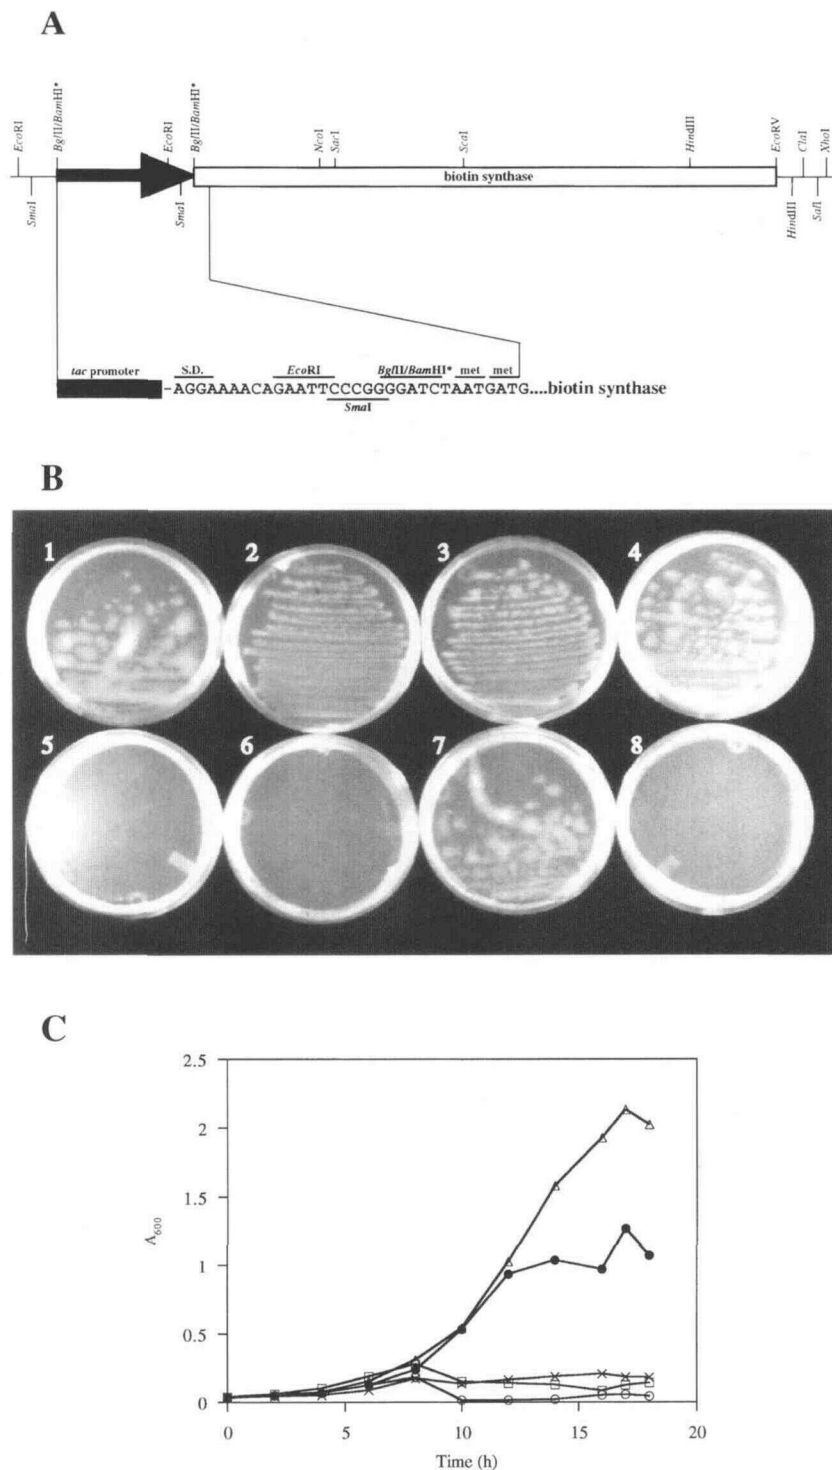 A
EcoRI
BglII/BamHI*
EcoRI
BglII/BamHI*
NcoI
SacI
ScaI
HindIII
EcoRV
ClaI
XhoI
biotin synthase
SmaI
SmaI
HindIII
SalI
tac promoter
S.D.
EcoRI
BglII/BamHI*
met
met
–AGGAAAACAGAATTCCCGGGGATCTAATGATG....biotin synthase
SmaI
B
1 2 3 4
5 6 7 8
C
2.5
2
1.5
1
0.5
0
A600
0 5 10 15 20
Time (h)